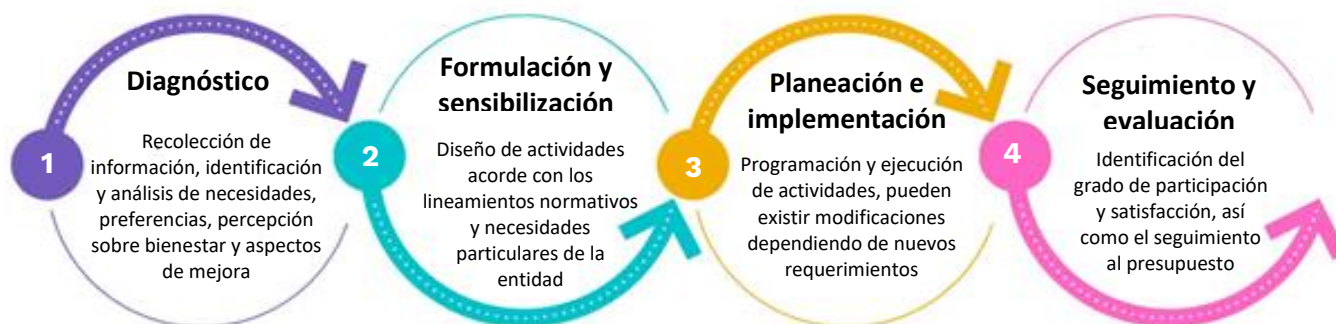 1
Diagnóstico
Recolección de
información, identificación
y análisis de necesidades,
preferencias, percepción
sobre bienestar y aspectos
de mejora
2
Formulación y
sensibilización
Diseño de actividades
acorde con los
lineamientos normativos
y necesidades
particulares de la
entidad
3
Planeación e
implementación
Programación y ejecución
de actividades, pueden
existir modificaciones
dependiendo de nuevos
requerimientos
4
Seguimiento y
evaluación
Identificación del
grado de participación
y satisfacción, así
como el seguimiento
al presupuesto